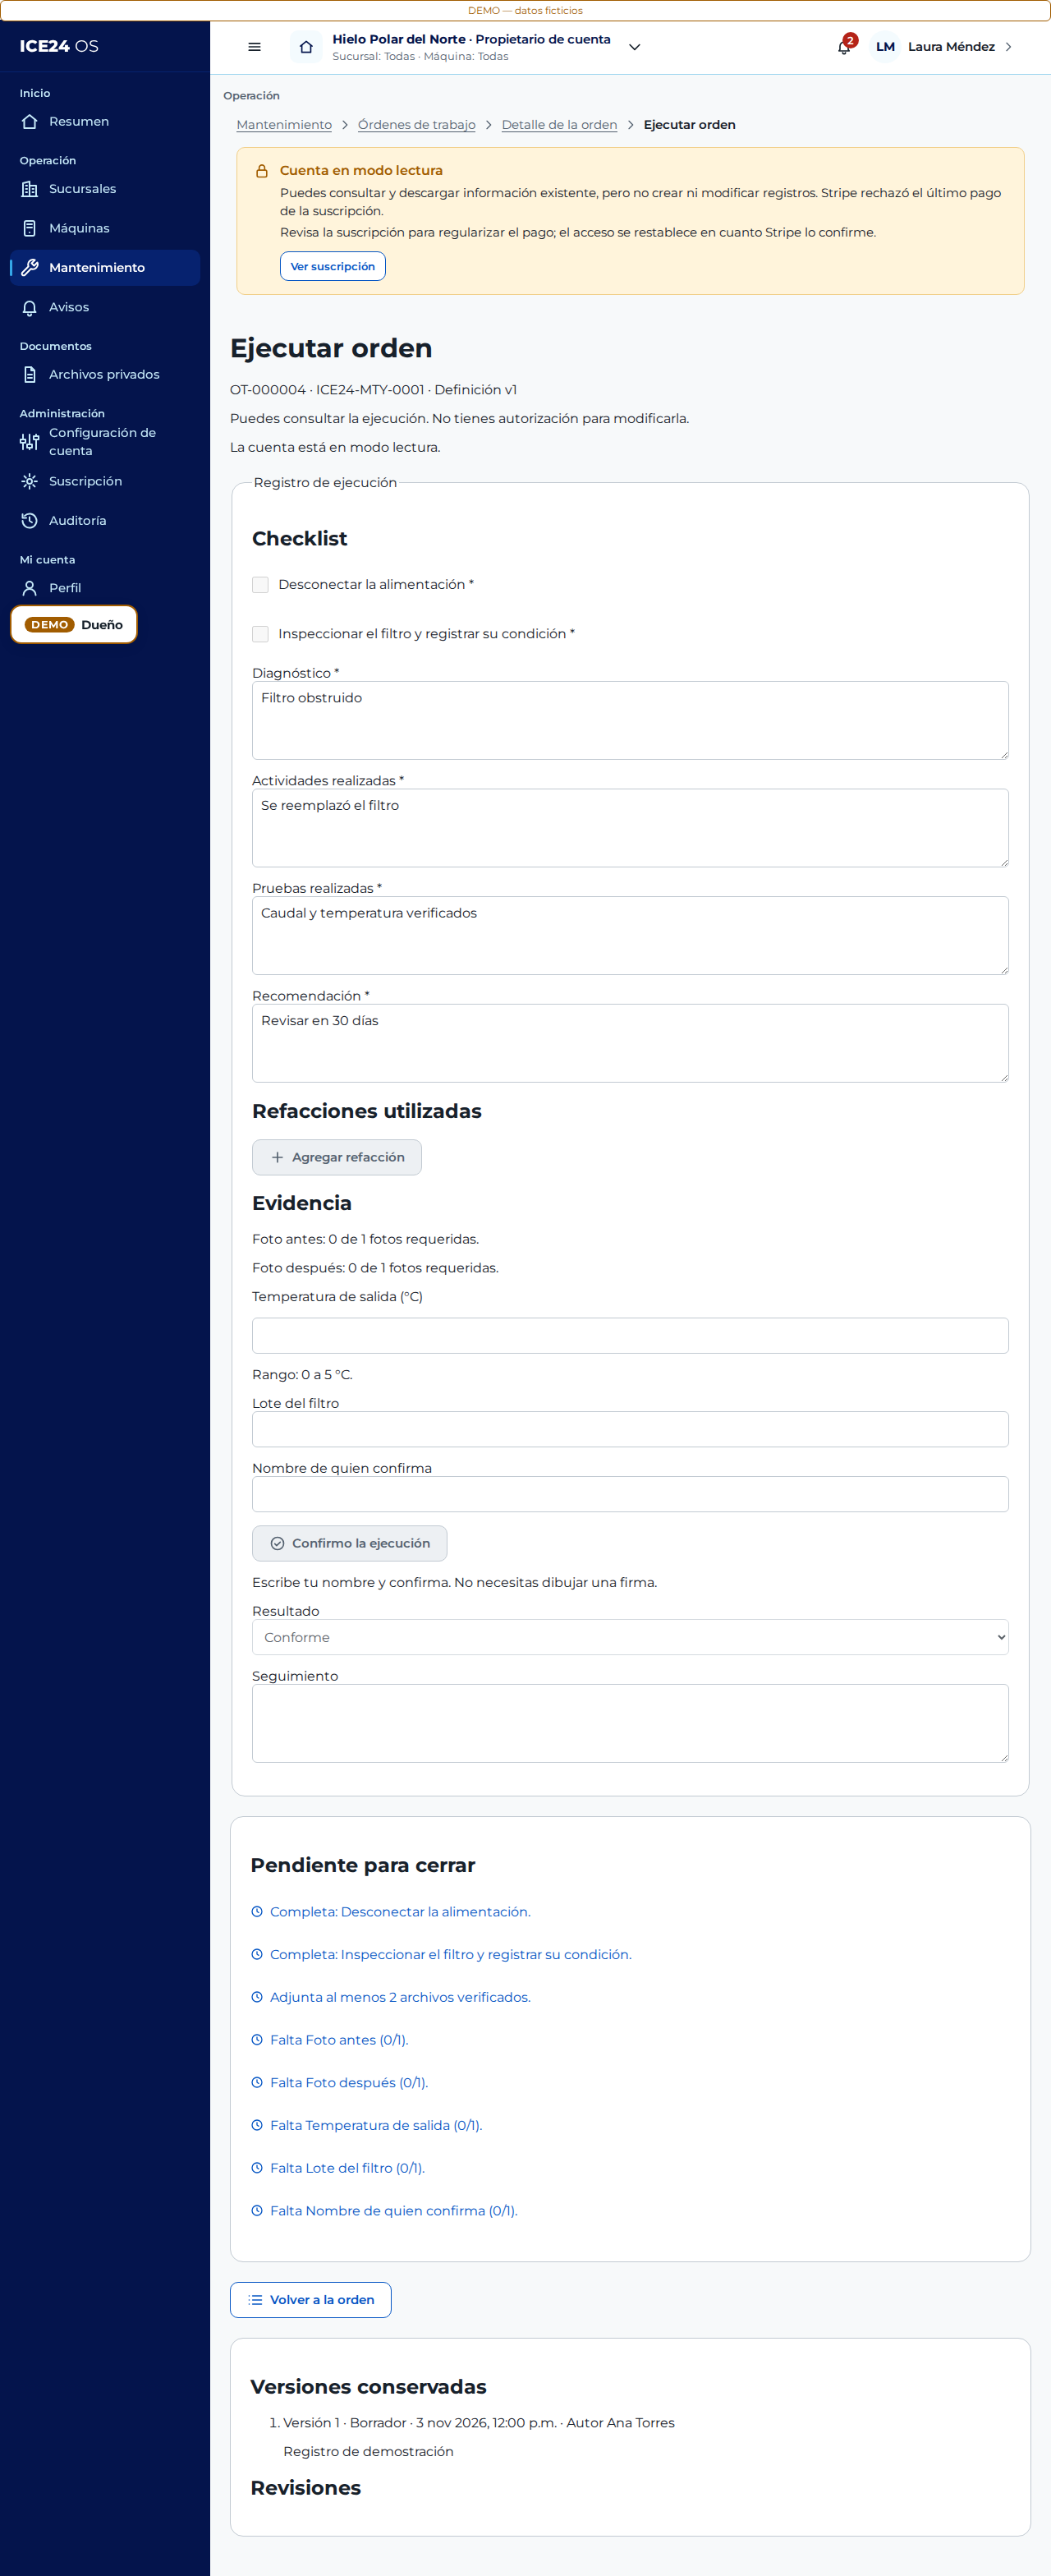 DEMO — datos ficticios
ICE24 OS
Inicio
Resumen
Operación
Sucursales
Máquinas
Mantenimiento
Avisos
Documentos
Archivos privados
Administración
Configuración de
cuenta
Suscripción
Auditoría
Mi cuenta
Perfil
DEMO Dueño
Hielo Polar del Norte · Propietario de cuenta
Sucursal: Todas · Máquina: Todas
2
LM Laura Méndez
Operación
Mantenimiento > Órdenes de trabajo > Detalle de la orden > Ejecutar orden
Cuenta en modo lectura
Puedes consultar y descargar información existente, pero no crear ni modificar registros. Stripe rechazó el último pago
de la suscripción.
Revisa la suscripción para regularizar el pago; el acceso se restablece en cuanto Stripe lo confirme.
Ver suscripción
Ejecutar orden
OT-000004 · ICE24-MTY-0001 · Definición v1
Puedes consultar la ejecución. No tienes autorización para modificarla.
La cuenta está en modo lectura.
Registro de ejecución
Checklist
Desconectar la alimentación *
Inspeccionar el filtro y registrar su condición *
Diagnóstico *
Filtro obstruido
Actividades realizadas *
Se reemplazó el filtro
Pruebas realizadas *
Caudal y temperatura verificados
Recomendación *
Revisar en 30 días
Refacciones utilizadas
Agregar refacción
Evidencia
Foto antes: 0 de 1 fotos requeridas.
Foto después: 0 de 1 fotos requeridas.
Temperatura de salida (°C)
Rango: 0 a 5 °C.
Lote del filtro
Nombre de quien confirma
Confirmo la ejecución
Escribe tu nombre y confirma. No necesitas dibujar una firma.
Resultado
Conforme
Seguimiento
Pendiente para cerrar
Completa: Desconectar la alimentación.
Completa: Inspeccionar el filtro y registrar su condición.
Adjunta al menos 2 archivos verificados.
Falta Foto antes (0/1).
Falta Foto después (0/1).
Falta Temperatura de salida (0/1).
Falta Lote del filtro (0/1).
Falta Nombre de quien confirma (0/1).
Volver a la orden
Versiones conservadas
1. Versión 1 · Borrador · 3 nov 2026, 12:00 p.m. · Autor Ana Torres
Registro de demostración
Revisiones